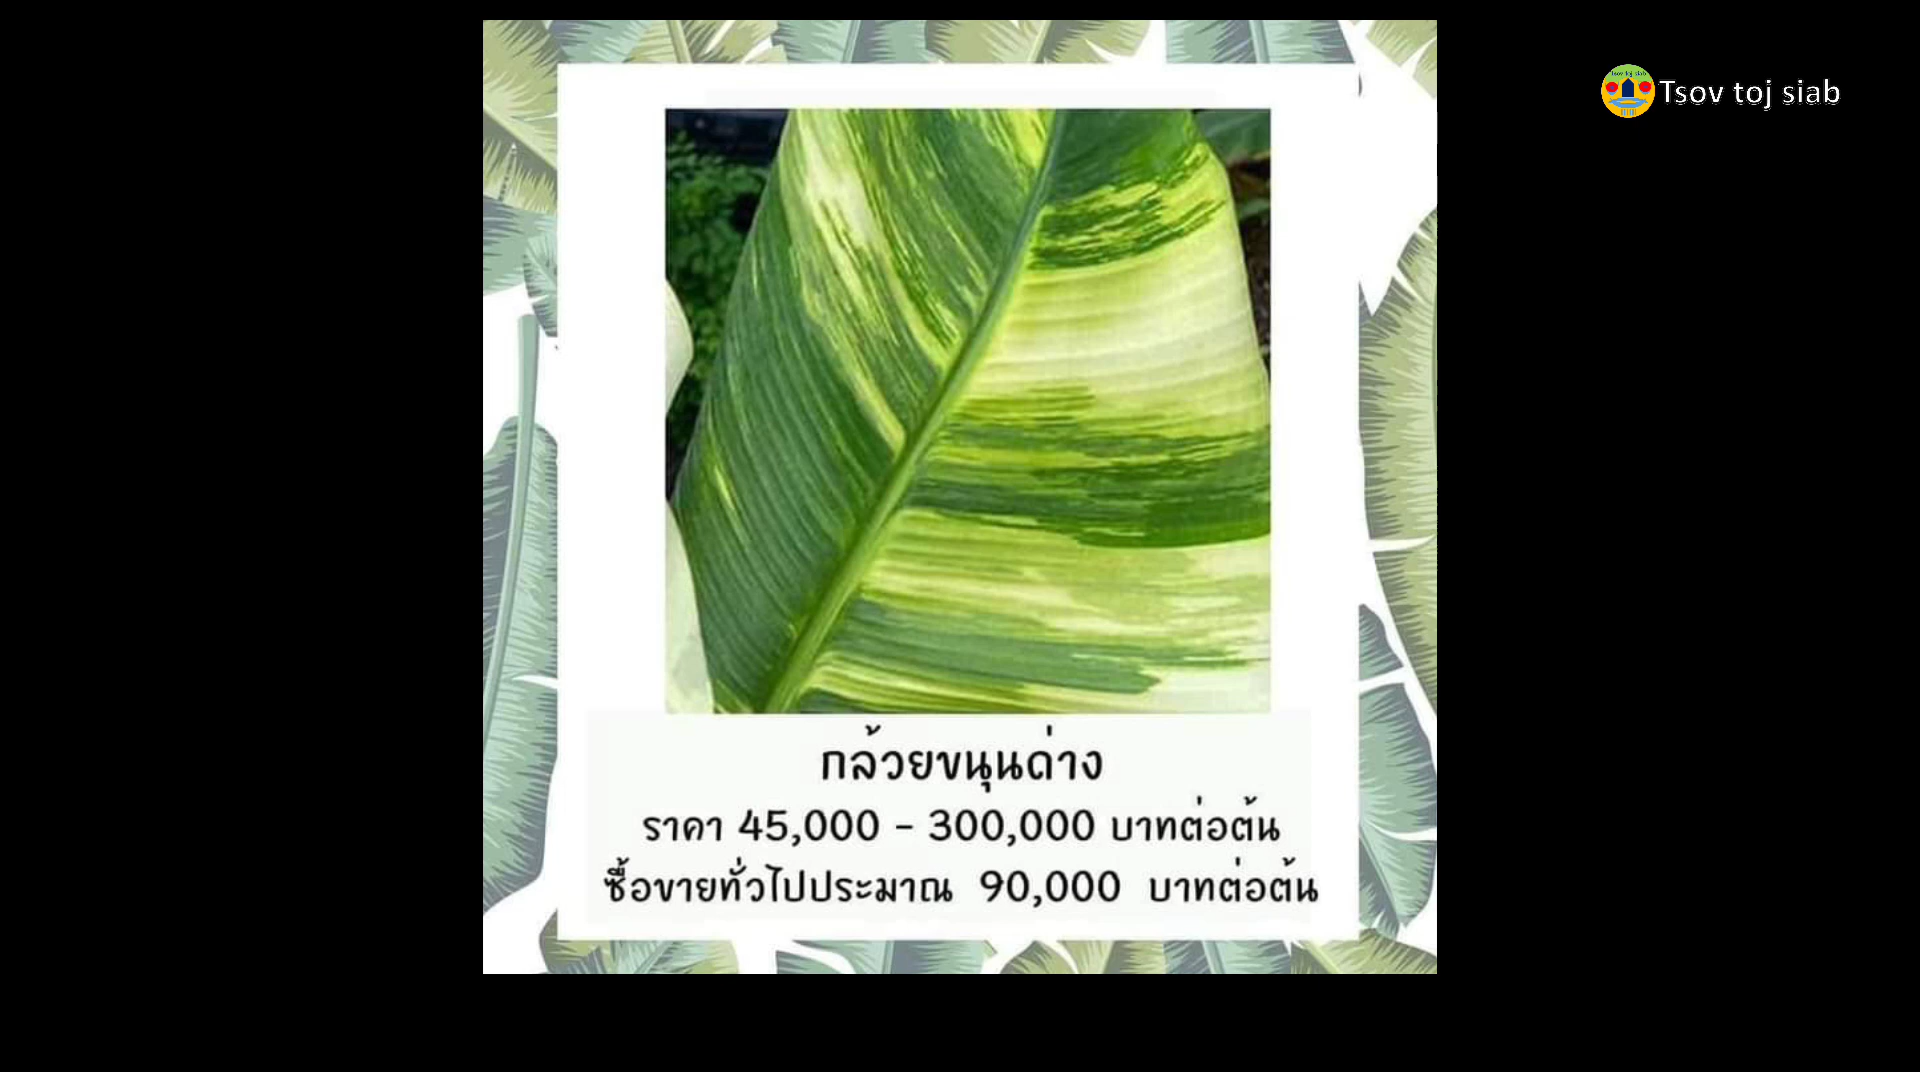 Tsov toj siab
กล้วยขนุนด่าง
ราคา 45,000 - 300,000 บาทต่อต้น
ซื้อขายทั่วไปประมาณ 90,000 บาทต่อต้น